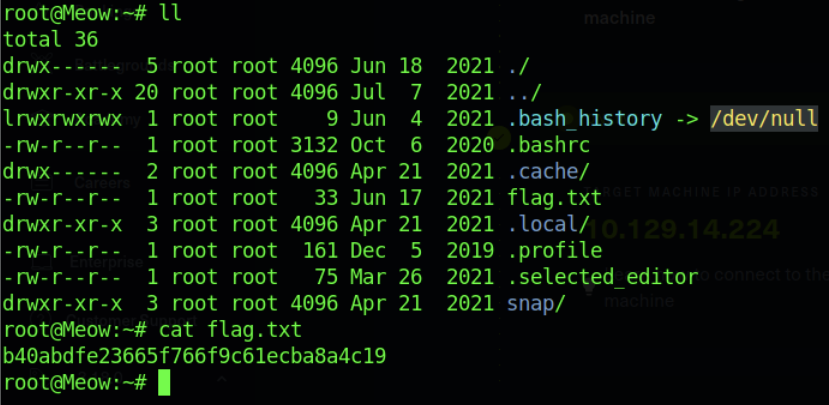 root@Meow:~# ll
machine
total 36
drwx------  5 root root 4096 Jun 18  2021 ./
drwxr-xr-x 20 root root 4096 Jul  7  2021 ../
lrwxrwxrwx  1 root root    9 Jun  4  2021 .bash_history -> /dev/null
-rw-r--r--  1 root root 3132 Oct  6  2020 .bashrc
drwx------  2 root root 4096 Apr 21  2021 .cache/
Careers
-rw-r--r--  1 root root   33 Jun 17  2021 flag.txt
TARGET MACHINE IP ADDRESS
drwxr-xr-x  3 root root 4096 Apr 21  2021 .local/
10.129.14.224
-rw-r--r--  1 root root  161 Dec  5  2019 .profile
Enterprise
-rw-r--r--  1 root root   75 Mar 26  2021 .selected_editor
to connect to the
drwxr-xr-x  3 root root 4096 Apr 21  2021 snap/
machine
root@Meow:~# cat flag.txt
b40abdfe23665f766f9c61ecba8a4c19
root@Meow:~#